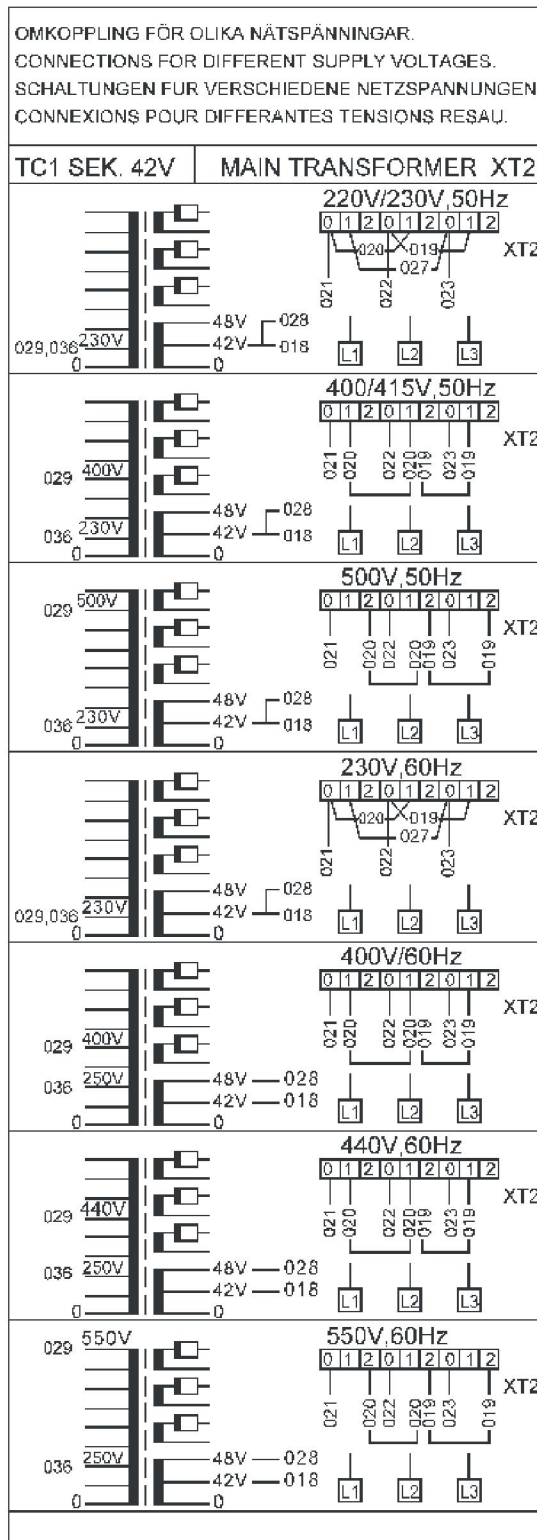 OMKOPPLING FÖR OLIKA NÄTSPÄNNINGAR.
CONNECTIONS FOR DIFFERENT SUPPLY VOLTAGES.
SCHALTUNGEN FUR VERSCHIEDENE NETZSPANNUNGEN
CONNEXIONS POUR DIFFERANTES TENSIONS RESAU.
TC1 SEK. 42V MAIN TRANSFORMER XT2
220V/230V,50Hz
0 1 2 0 1 2 0 1 2
XT2
020 019
027
021 022 023
48V 028
029,036 230V 42V 018
0 0
L1 L2 L3
400/415V,50Hz
0 1 2 0 1 2 0 1 2
XT2
021 020 022 020 019 023 019
029 400V
48V 028
036 230V 42V 018
0 0
L1 L2 L3
500V,50Hz
029 500V
0 1 2 0 1 2 0 1 2
XT2
021 020 022 020 019 023 019
48V 028
036 230V 42V 018
0 0
L1 L2 L3
230V,60Hz
0 1 2 0 1 2 0 1 2
XT2
020 019
027
021 022 023
48V 028
029,036 230V 42V 018
0 0
L1 L2 L3
400V/60Hz
0 1 2 0 1 2 0 1 2
XT2
021 020 022 020 019 023 019
029 400V
036 250V 48V 028
42V 018
0 0
L1 L2 L3
440V,60Hz
0 1 2 0 1 2 0 1 2
XT2
029 440V
021 020 022 020 019 023 019
036 250V 48V 028
42V 018
0 0
L1 L2 L3
029 550V 550V,60Hz
0 1 2 0 1 2 0 1 2
XT2
021 020 022 020 019 023 019
036 250V 48V 028
42V 018
0 0
L1 L2 L3